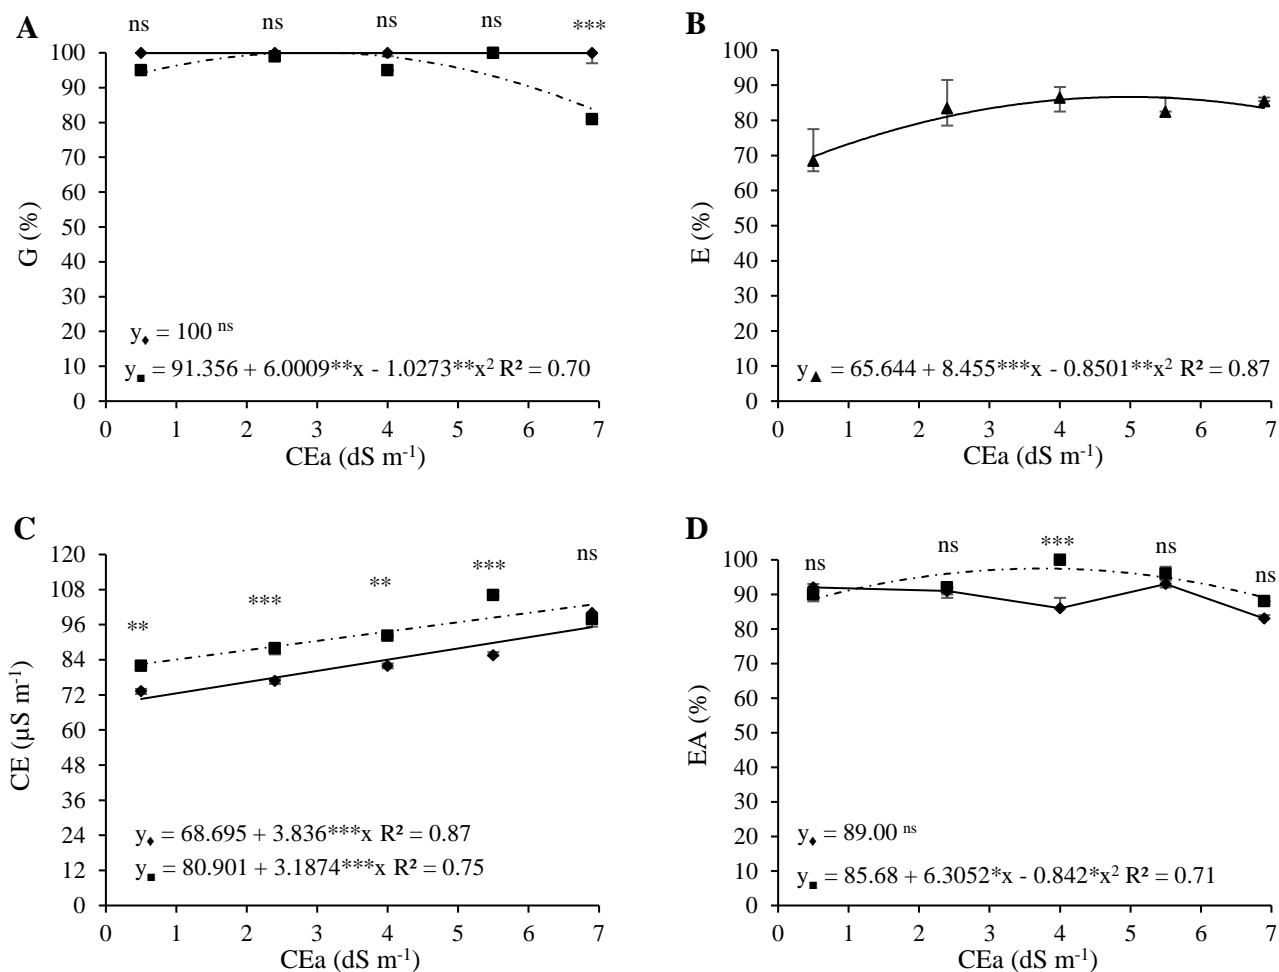 A
ns
ns
ns
ns
***
100
90
80
70
60
50
40
30
20
10
0
G (%)
y♦ = 100 ns
y■ = 91.356 + 6.0009**x - 1.0273**x² R² = 0.70
0 1 2 3 4 5 6 7
CEa (dS m-1)
B
100
90
80
70
60
50
40
30
20
10
0
E (%)
y▲ = 65.644 + 8.455***x - 0.8501**x² R² = 0.87
0 1 2 3 4 5 6 7
CEa (dS m-1)
C
**
***
**
***
ns
120
108
96
84
72
60
48
36
24
12
0
CE (µS m-1)
y♦ = 68.695 + 3.836***x R² = 0.87
y■ = 80.901 + 3.1874***x R² = 0.75
0 1 2 3 4 5 6 7
CEa (dS m-1)
D
ns
ns
***
ns
ns
100
90
80
70
60
50
40
30
20
10
0
EA (%)
y♦ = 89.00 ns
y■ = 85.68 + 6.3052*x - 0.842*x² R² = 0.71
0 1 2 3 4 5 6 7
CEa (dS m-1)